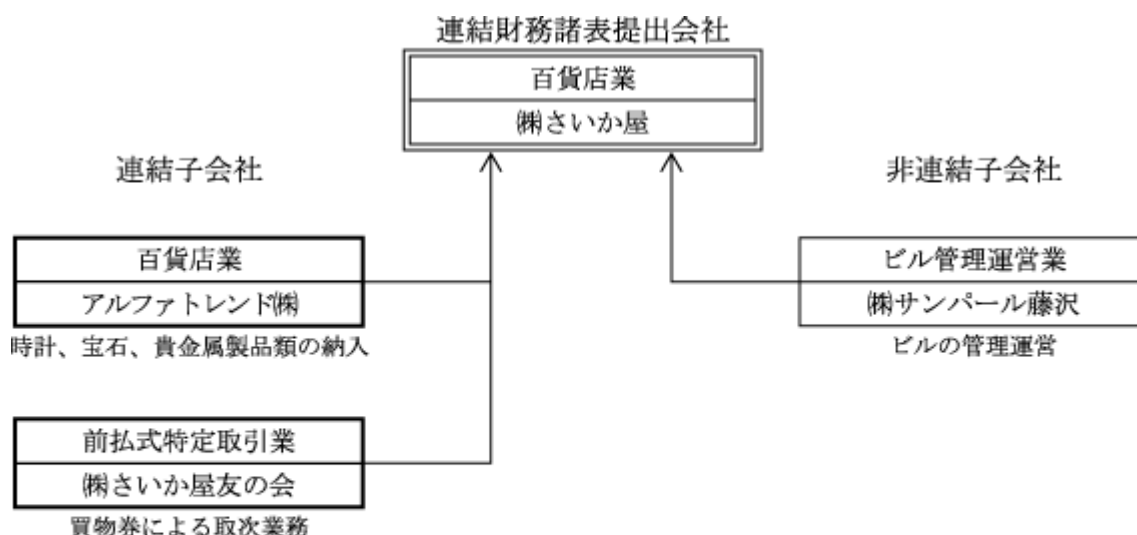 連結財務諸表提出会社
百貨店業
㈱さいか屋
連結子会社
百貨店業
アルファトレンド㈱
時計、宝石、貴金属製品類の納入
前払式特定取引業
㈱さいか屋友の会
買物券による取次業務
非連結子会社
ビル管理運営業
㈱サンパール藤沢
ビルの管理運営